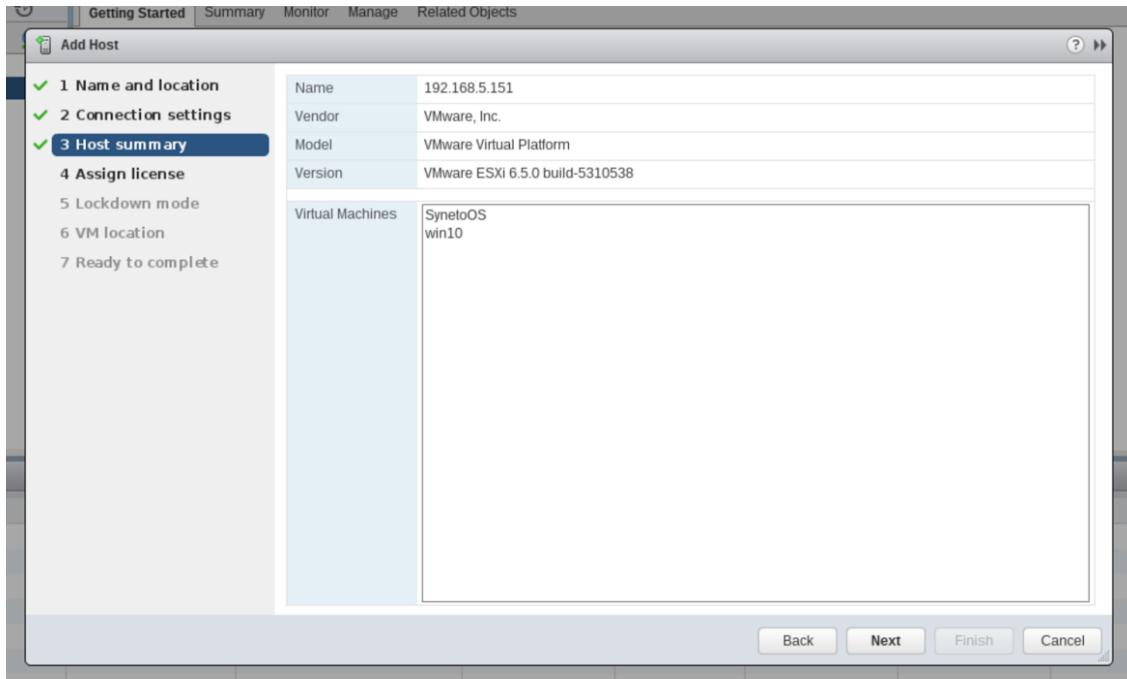 Getting Started Summary Monitor Manage Related Objects
Add Host ?
1 Name and location
2 Connection settings
3 Host summary
4 Assign license
5 Lockdown mode
6 VM location
7 Ready to complete
Name 192.168.5.151
Vendor VMware, Inc.
Model VMware Virtual Platform
Version VMware ESXi 6.5.0 build-5310538
Virtual Machines SynetoOS
win10
Back Next Finish Cancel